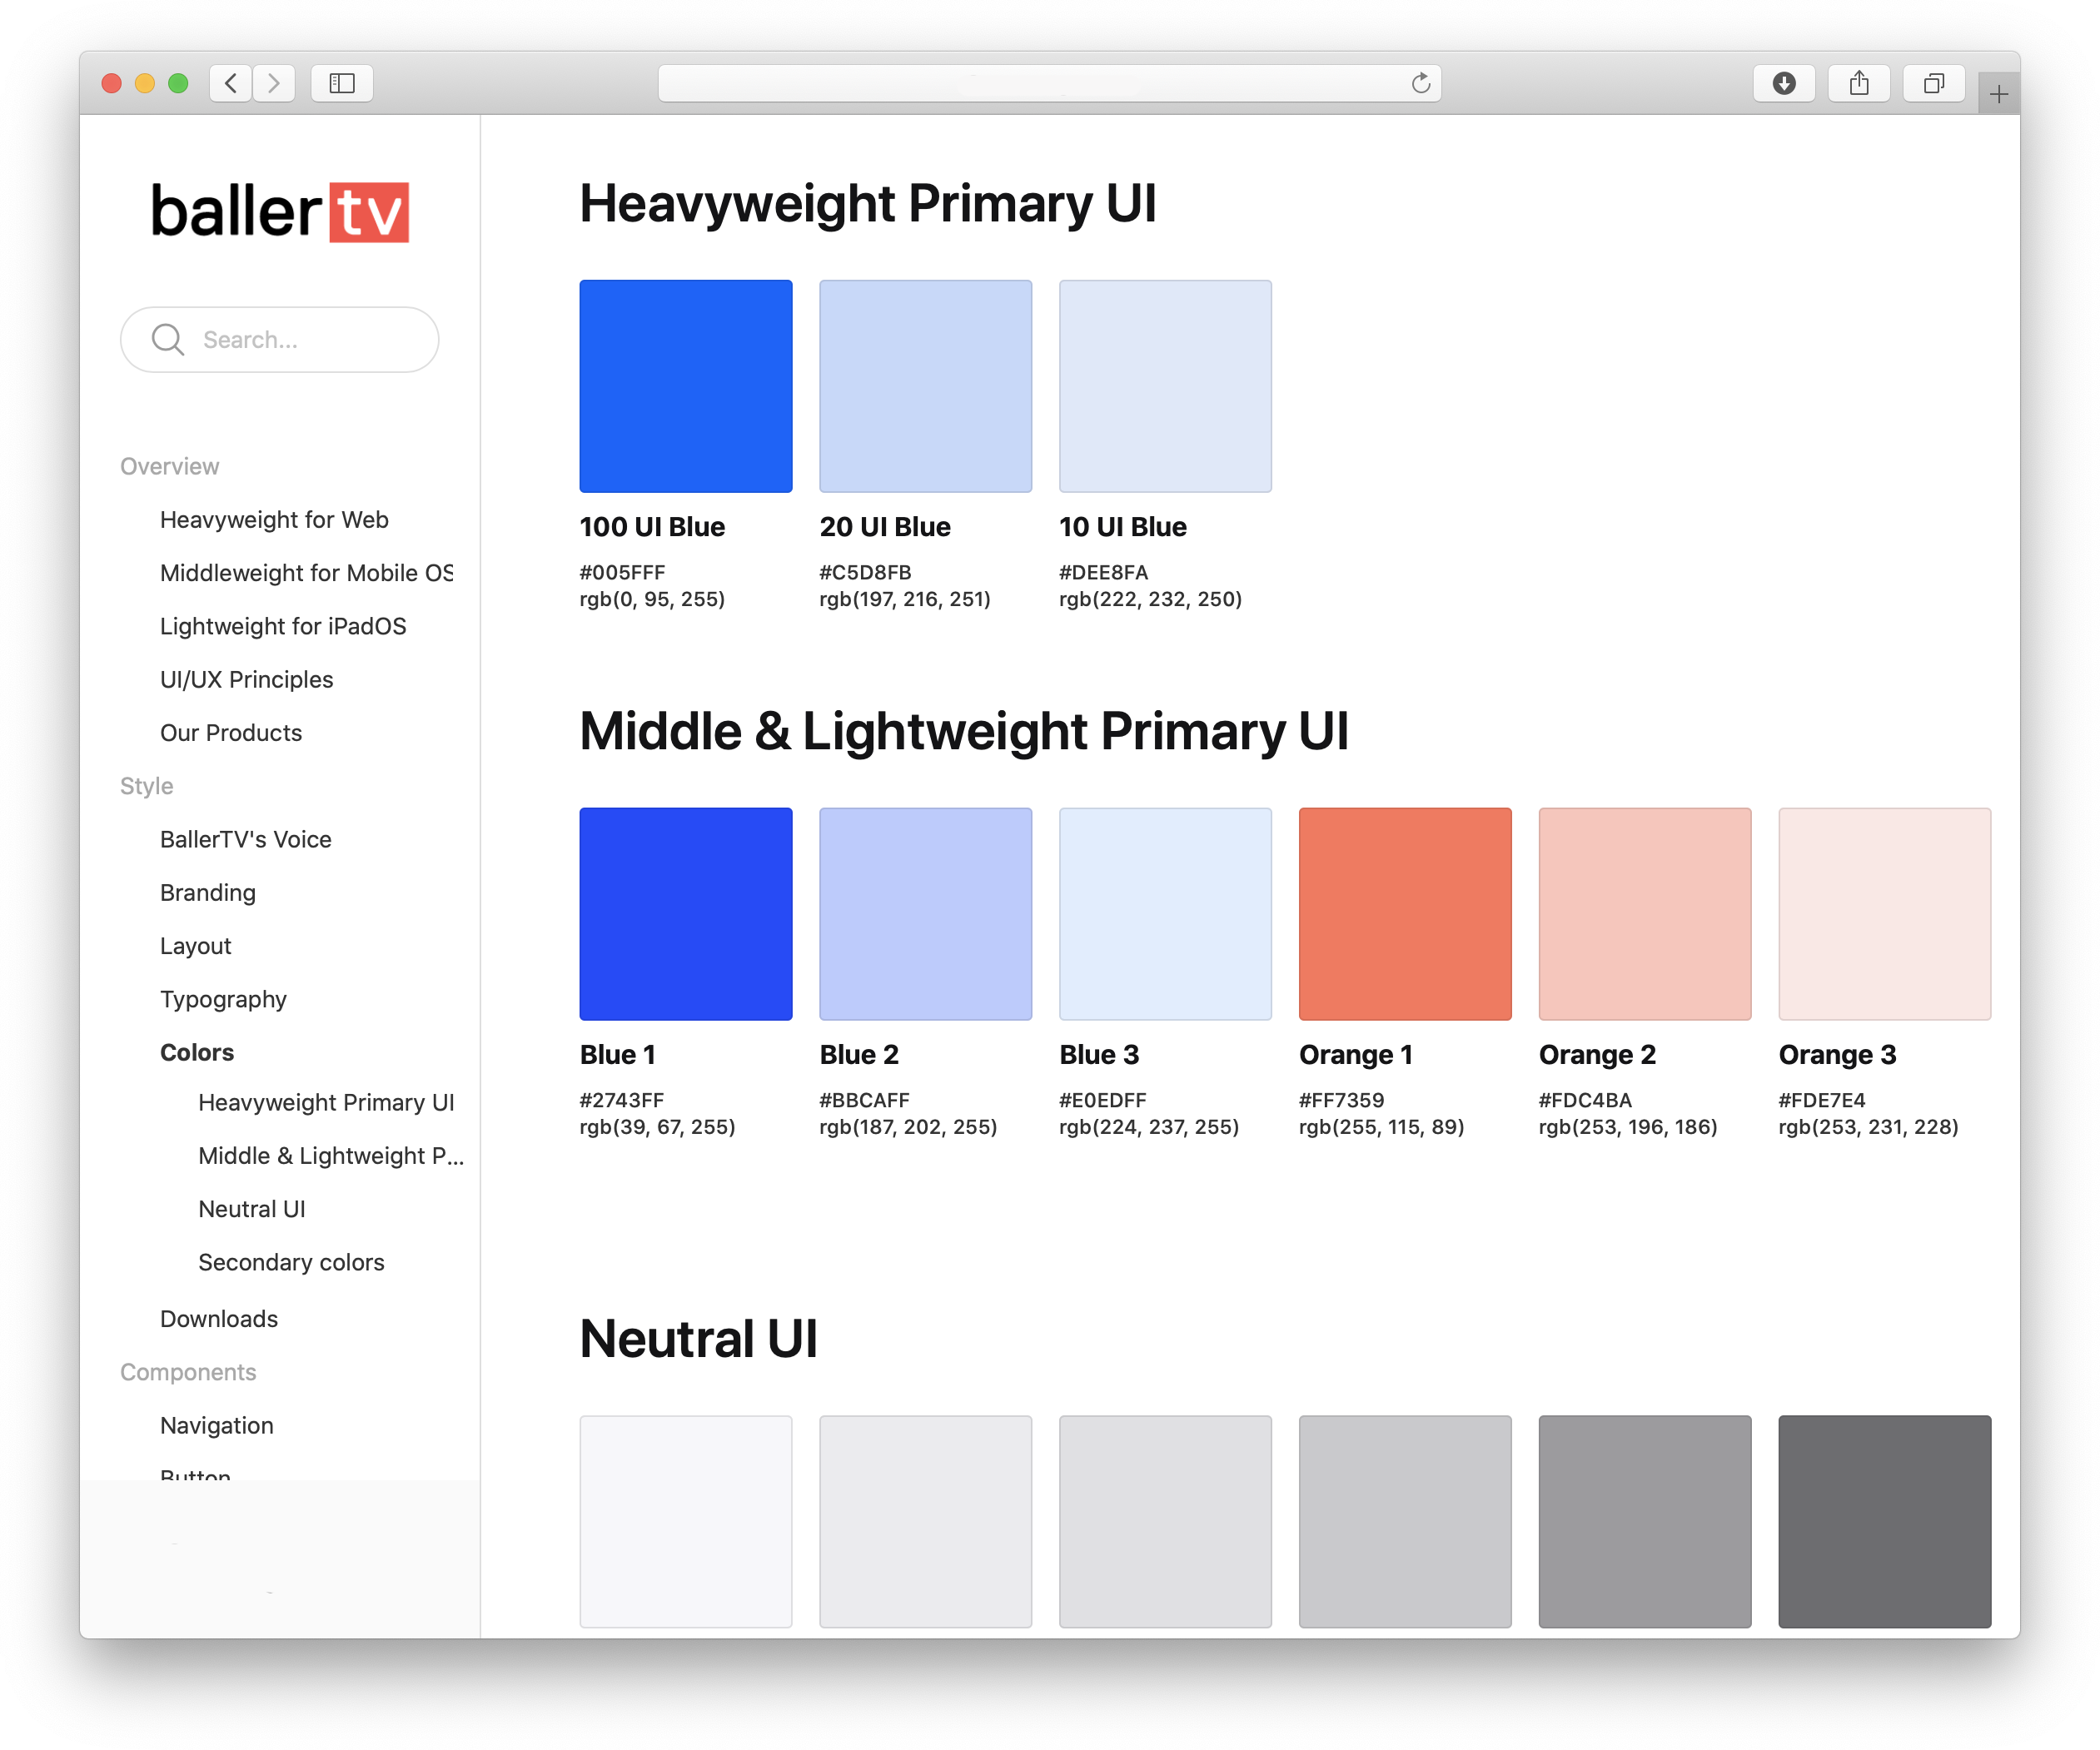 ballertv
Search...
Overview
Heavyweight for Web
Middleweight for Mobile OS
Lightweight for iPadOS
UI/UX Principles
Our Products
Style
BallerTV's Voice
Branding
Layout
Typography
Colors
Heavyweight Primary UI
Middle & Lightweight P...
Neutral UI
Secondary colors
Downloads
Components
Navigation
Button
Heavyweight Primary UI
100 UI Blue
#005FFF
rgb(0, 95, 255)
20 UI Blue
#C5D8FB
rgb(197, 216, 251)
10 UI Blue
#DEE8FA
rgb(222, 232, 250)
Middle & Lightweight Primary UI
Blue 1
#2743FF
rgb(39, 67, 255)
Blue 2
#BBCAFF
rgb(187, 202, 255)
Blue 3
#E0EDFF
rgb(224, 237, 255)
Orange 1
#FF7359
rgb(255, 115, 89)
Orange 2
#FDC4BA
rgb(253, 196, 186)
Orange 3
#FDE7E4
rgb(253, 231, 228)
Neutral UI